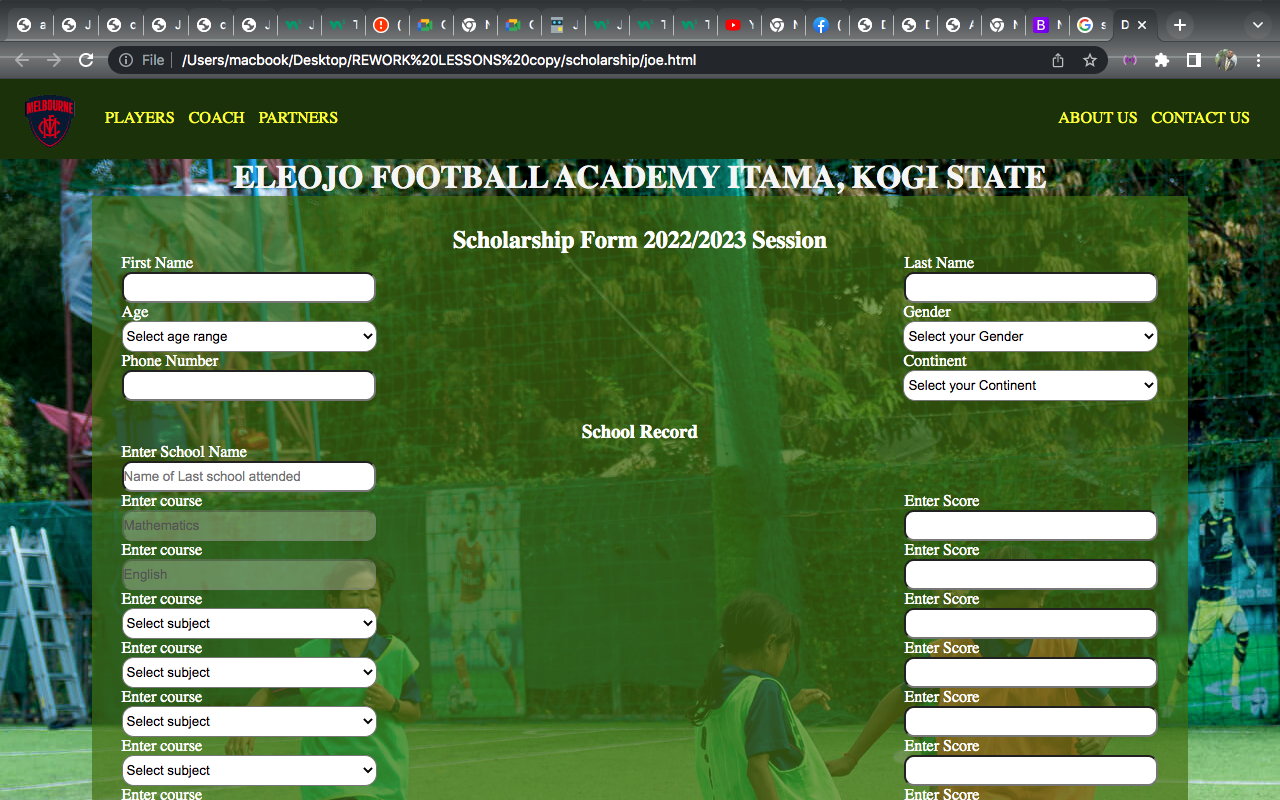 a J c J c J J T ( C N C J J T T Y N ( D D A N N s D
File /Users/macbook/Desktop/REWORK%20LESSONS%20copy/scholarship/joe.html
MELBOURNE PLAYERS COACH PARTNERS ABOUT US CONTACT US
ELEOJO FOOTBALL ACADEMY ITAMA, KOGI STATE
Scholarship Form 2022/2023 Session
First Name Last Name
Age Gender
Select age range Select your Gender
Phone Number Continent
Select your Continent
School Record
Enter School Name
Name of Last school attended
Enter course Enter Score
Mathematics
Enter course Enter Score
English
Enter course Enter Score
Select subject
Enter course Enter Score
Select subject
Enter course Enter Score
Select subject
Enter course Enter Score
Select subject
Enter course Enter Score